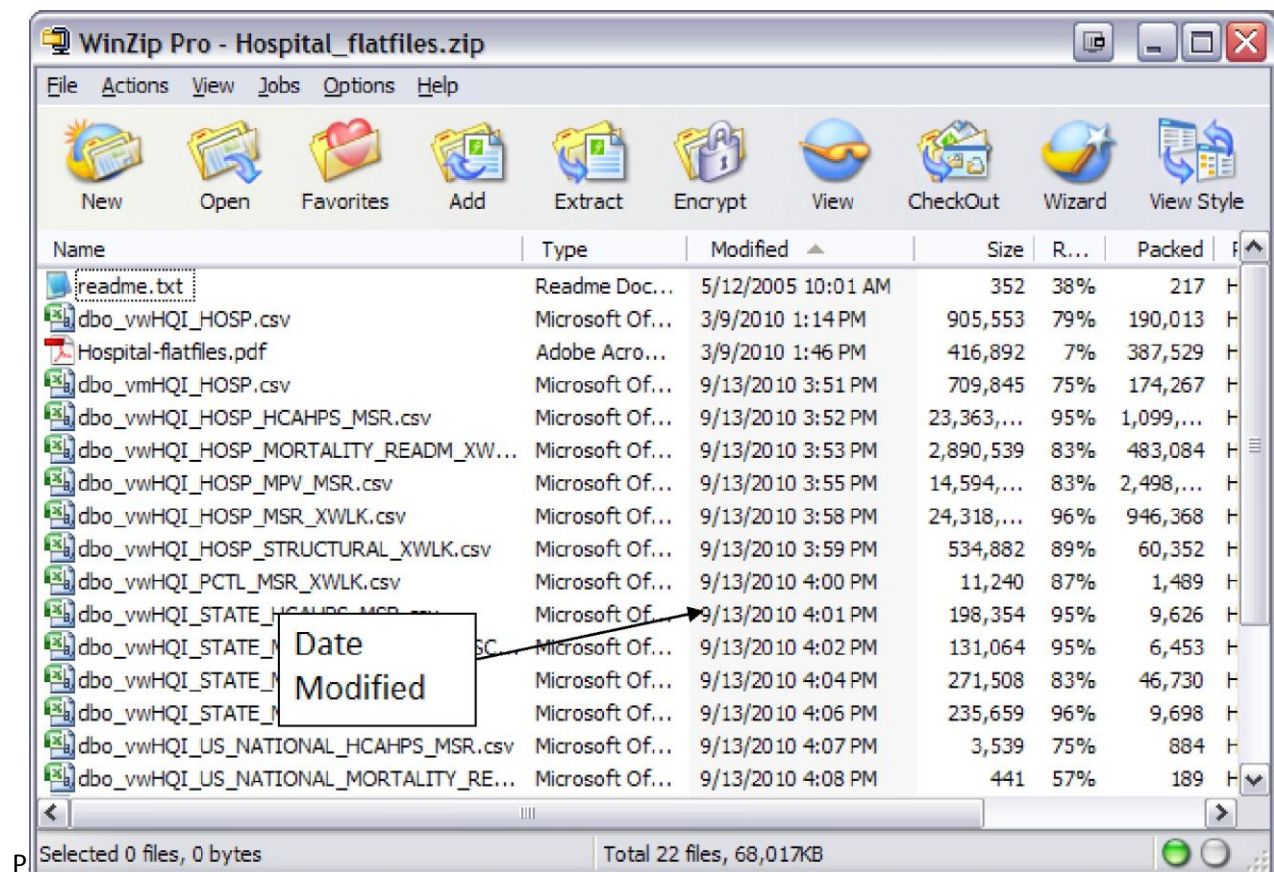 WinZip Pro - Hospital_flatfiles.zip
File Actions View Jobs Options Help
New Open Favorites Add Extract Encrypt View CheckOut Wizard View Style
Name Type Modified Size R... Packed
readme.txt Readme Doc... 5/12/2005 10:01 AM 352 38% 217 H
dbo_vwHQI_HOSP.csv Microsoft Of... 3/9/2010 1:14 PM 905,553 79% 190,013 H
Hospital-flatfiles.pdf Adobe Acro... 3/9/2010 1:46 PM 416,892 7% 387,529 H
dbo_vmHQI_HOSP.csv Microsoft Of... 9/13/2010 3:51 PM 709,845 75% 174,267 H
dbo_vwHQI_HOSP_HCAHPS_MSR.csv Microsoft Of... 9/13/2010 3:52 PM 23,363,... 95% 1,099,... H
dbo_vwHQI_HOSP_MORTALITY_READM_XW... Microsoft Of... 9/13/2010 3:53 PM 2,890,539 83% 483,084 H
dbo_vwHQI_HOSP_MPV_MSR.csv Microsoft Of... 9/13/2010 3:55 PM 14,594,... 83% 2,498,... H
dbo_vwHQI_HOSP_MSR_XWLK.csv Microsoft Of... 9/13/2010 3:58 PM 24,318,... 96% 946,368 H
dbo_vwHQI_HOSP_STRUCTURAL_XWLK.csv Microsoft Of... 9/13/2010 3:59 PM 534,882 89% 60,352 H
dbo_vwHQI_PCTL_MSR_XWLK.csv Microsoft Of... 9/13/2010 4:00 PM 11,240 87% 1,489 H
dbo_vwHQI_STATE_HCAHPS_MSR.csv Microsoft Of... 9/13/2010 4:01 PM 198,354 95% 9,626 H
dbo_vwHQI_STATE_ SC... Microsoft Of... 9/13/2010 4:02 PM 131,064 95% 6,453 H
dbo_vwHQI_STATE_ Microsoft Of... 9/13/2010 4:04 PM 271,508 83% 46,730 H
dbo_vwHQI_STATE_ Microsoft Of... 9/13/2010 4:06 PM 235,659 96% 9,698 H
dbo_vwHQI_US_NATIONAL_HCAHPS_MSR.csv Microsoft Of... 9/13/2010 4:07 PM 3,539 75% 884 H
dbo_vwHQI_US_NATIONAL_MORTALITY_RE... Microsoft Of... 9/13/2010 4:08 PM 441 57% 189 H
Date
Modified
P
Selected 0 files, 0 bytes Total 22 files, 68,017KB